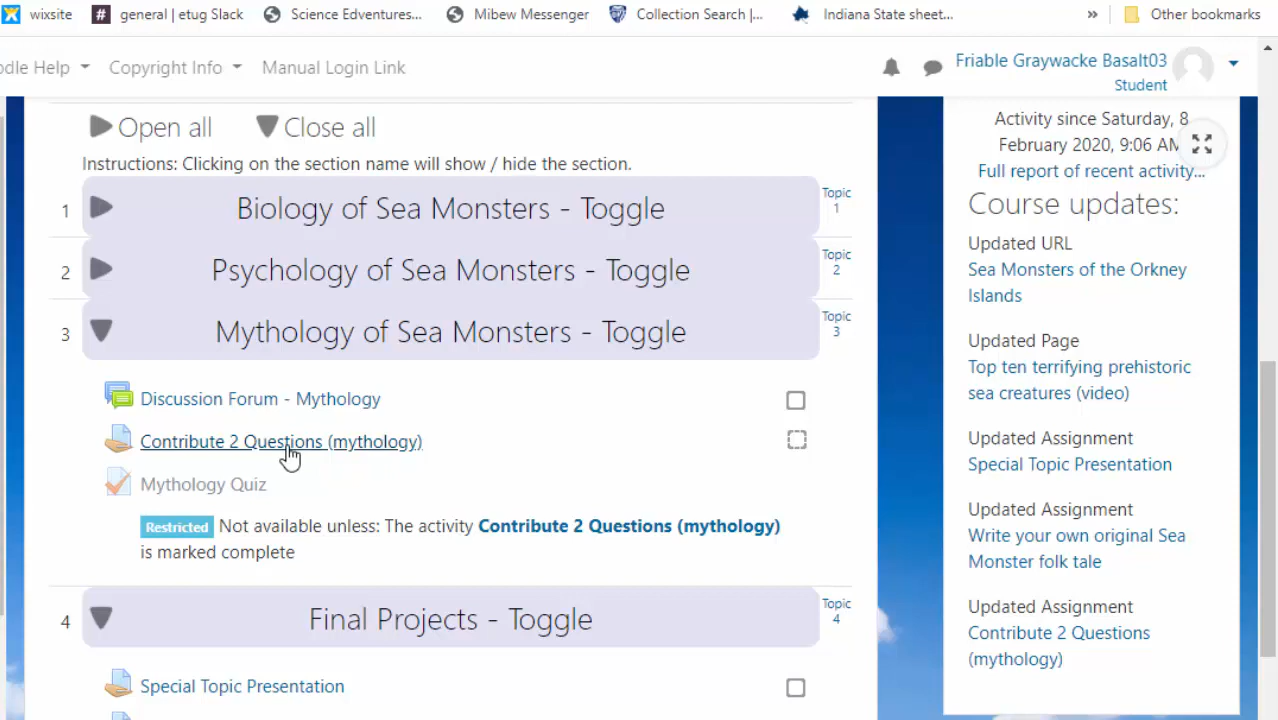 wixsite
# general | etug Slack
Science Edventures...
Mibew Messenger
Collection Search |...
Indiana State sheet...
»
Other bookmarks
dle Help
Copyright Info
Manual Login Link
Friable Graywacke Basalt03
Student
Open all
Close all
Instructions: Clicking on the section name will show / hide the section.
1
Biology of Sea Monsters - Toggle
Topic
1
2
Psychology of Sea Monsters - Toggle
Topic
2
3
Mythology of Sea Monsters - Toggle
Topic
3
Discussion Forum - Mythology
Contribute 2 Questions (mythology)
Mythology Quiz
Restricted Not available unless: The activity Contribute 2 Questions (mythology)
is marked complete
4
Final Projects - Toggle
Topic
4
Special Topic Presentation
Activity since Saturday, 8
February 2020, 9:06 AM
Full report of recent activity...
Course updates:
Updated URL
Sea Monsters of the Orkney
Islands
Updated Page
Top ten terrifying prehistoric
sea creatures (video)
Updated Assignment
Special Topic Presentation
Updated Assignment
Write your own original Sea
Monster folk tale
Updated Assignment
Contribute 2 Questions
(mythology)